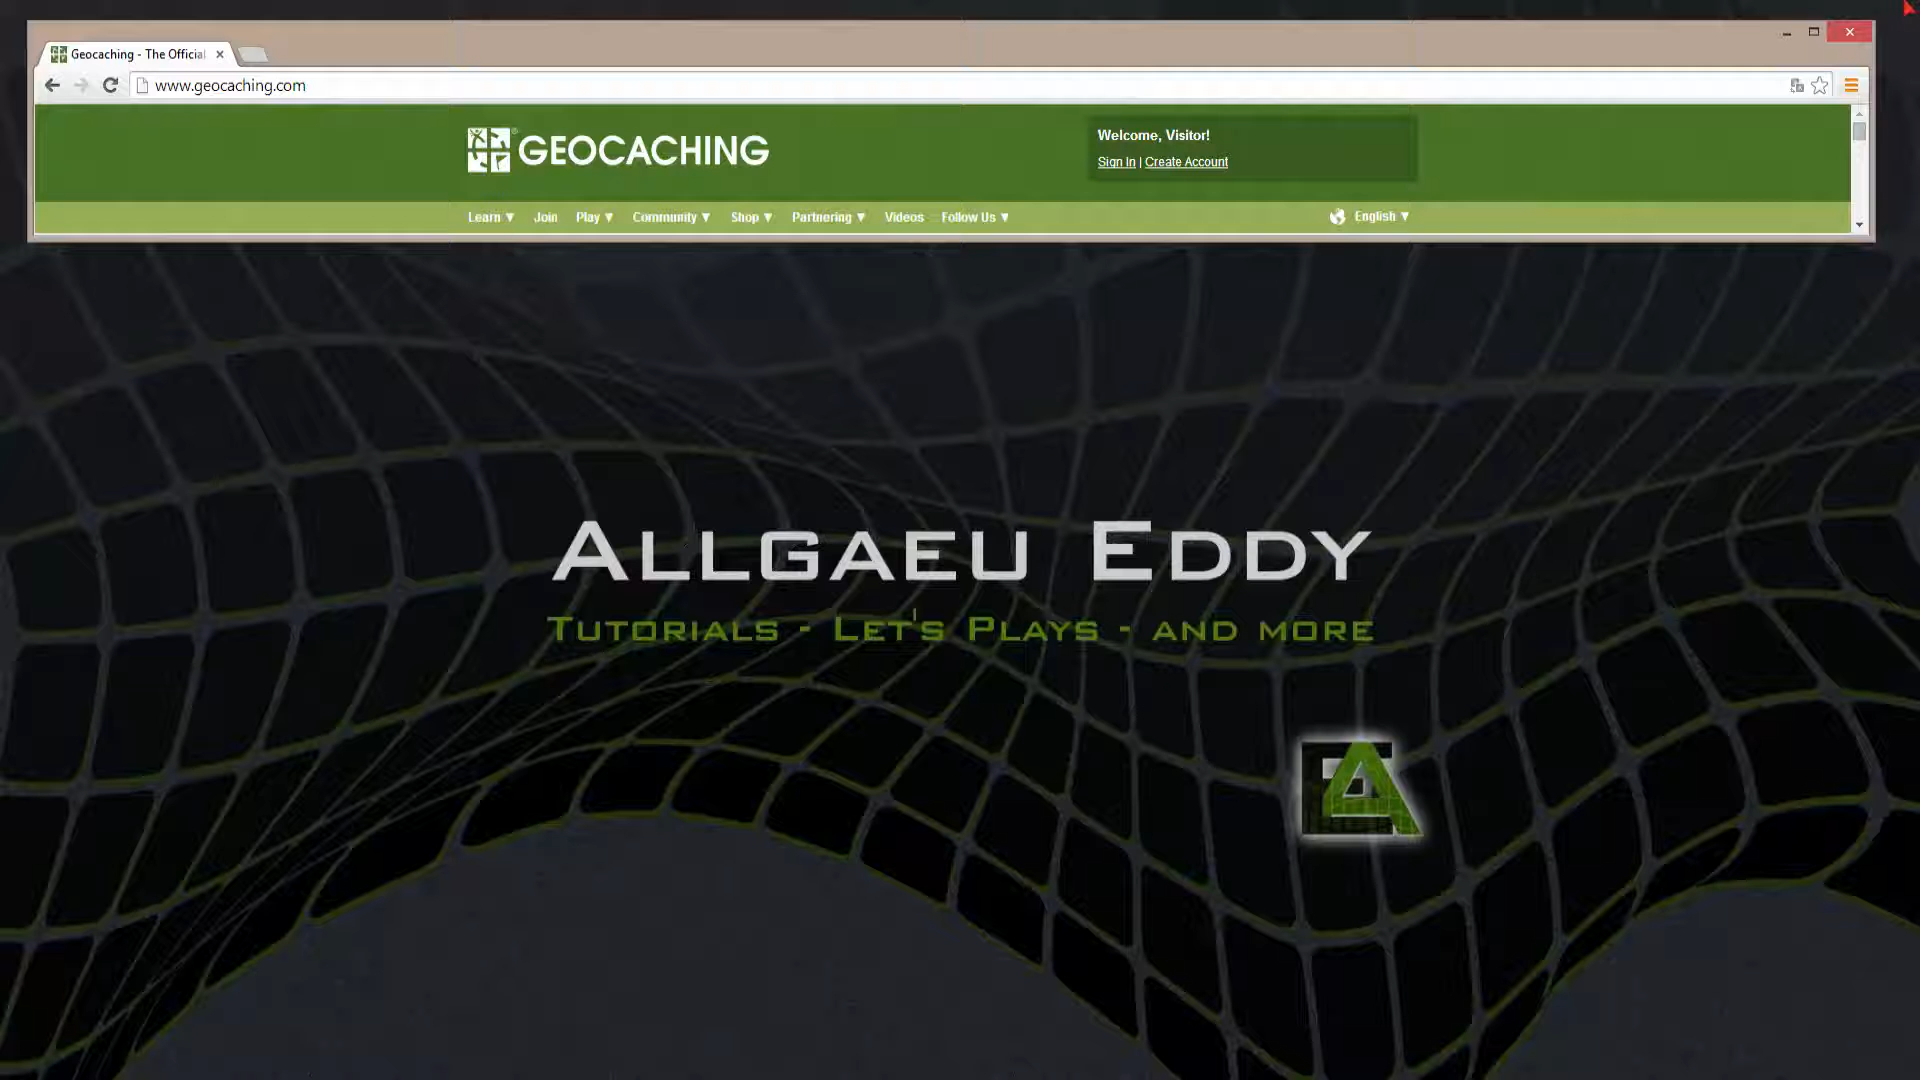 Geocaching - The Official
www.geocaching.com
GEOCACHING
Welcome, Visitor!
Sign In | Create Account
Learn ▼ Join Play ▼ Community ▼ Shop ▼ Partnering ▼ Videos Follow Us ▼ English ▼
ALLGAEU EDDY
TUTORIALS - LET'S PLAYS - AND MORE
EA